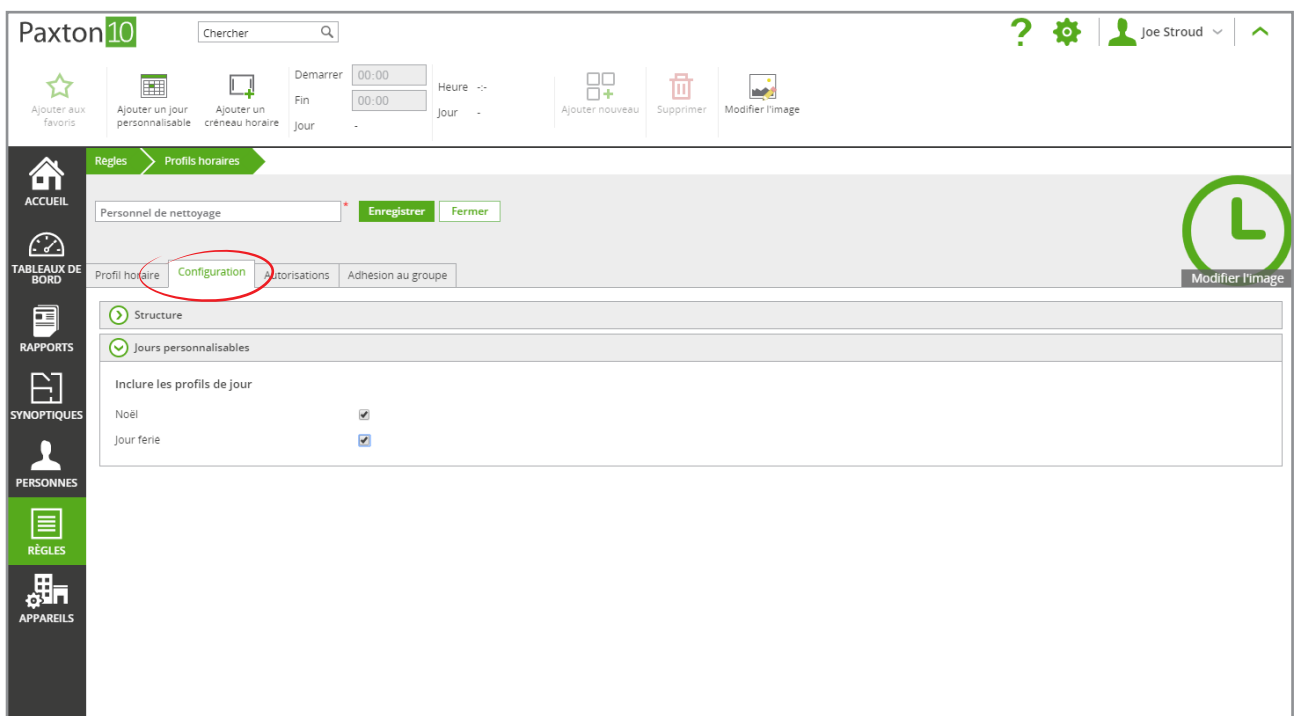 Paxton10
Chercher
Joe Stroud
Ajouter aux favoris
Ajouter un jour personnalisable
Ajouter un créneau horaire
Demarrer 00:00
Fin 00:00
Jour -
Heure -:-
Jour -
Ajouter nouveau
Supprimer
Modifier l'image
Règles
Profils horaires
ACCUEIL
Personnel de nettoyage *
Enregistrer
Fermer
TABLEAUX DE BORD
Profil horaire
Configuration
Autorisations
Adhésion au groupe
Modifier l'image
Structure
RAPPORTS
Jours personnalisables
Inclure les profils de jour
Noël
SYNOPTIQUES
Jour ferié
PERSONNES
RÈGLES
APPAREILS